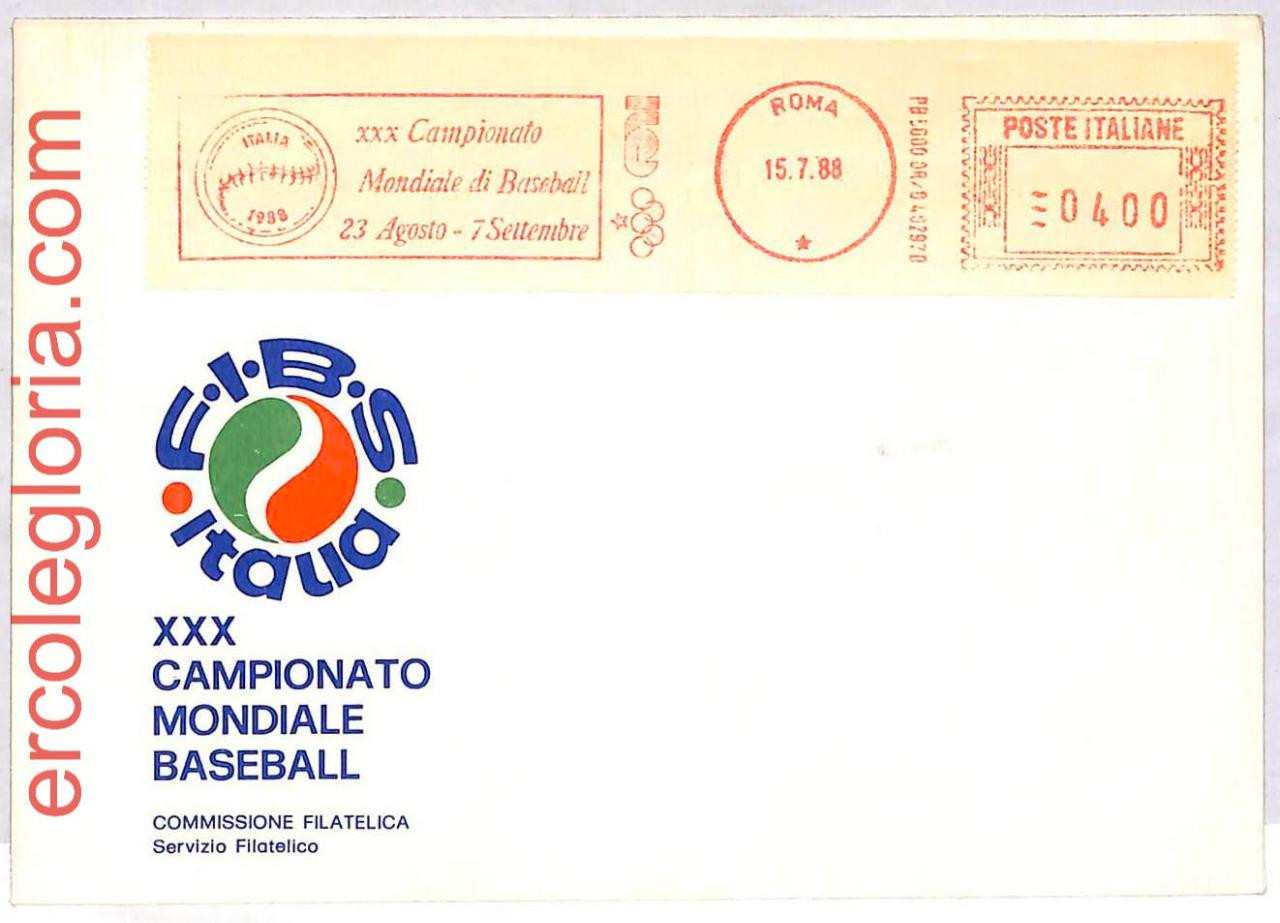 ercolegloria.com
ITALIA
1988
xxx Campionato
Mondiale di Baseball
23 Agosto - 7 Settembre
ROMA
15.7.88
POSTE ITALIANE
0400
F.I.B.S
Italia
XXX
CAMPIONATO
MONDIALE
BASEBALL
COMMISSIONE FILATELICA
Servizio Filatelico